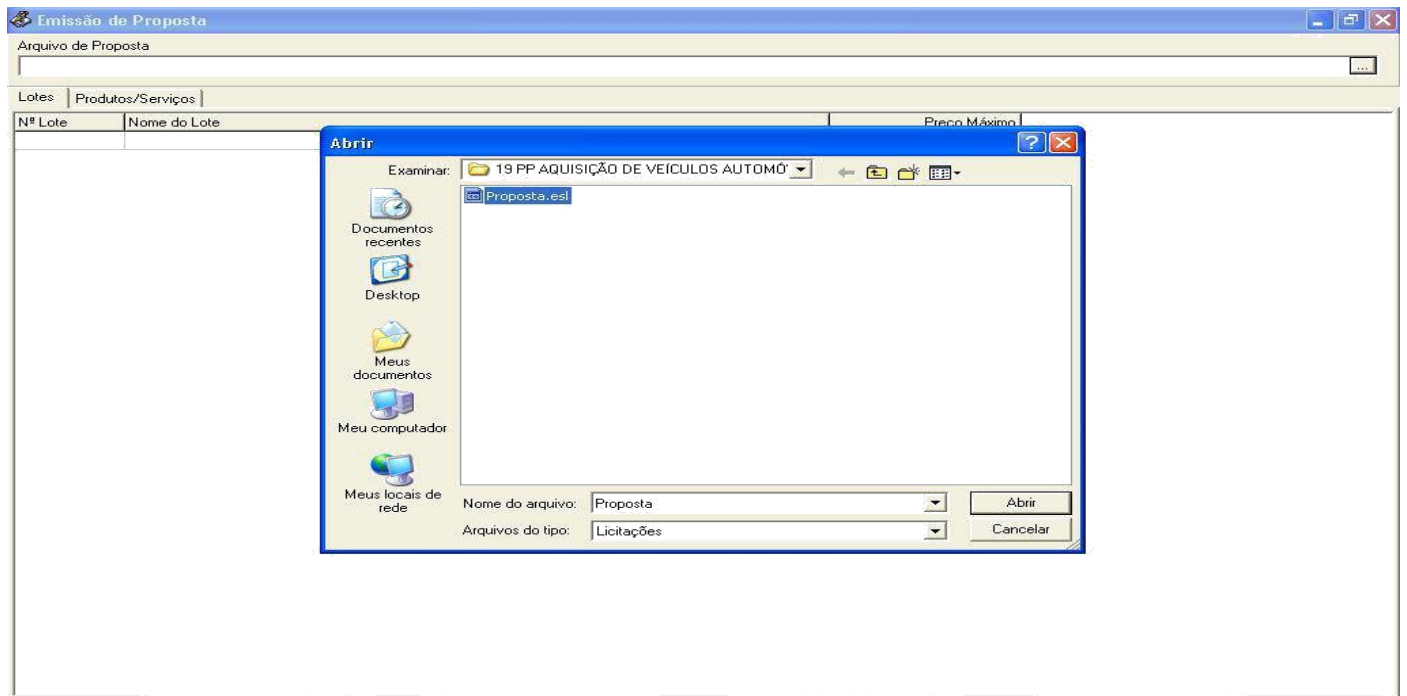 Emissão de Proposta
Arquivo de Proposta
...
Lotes Produtos/Serviços
Nº Lote Nome do Lote Preço Máximo
Abrir
Examinar: 19 PP AQUISIÇÃO DE VEÍCULOS AUTOMÓ
Proposta.esl
Documentos
recentes
Desktop
Meus
documentos
Meu computador
Meus locais de
rede
Nome do arquivo: Proposta Abrir
Arquivos do tipo: Licitações Cancelar